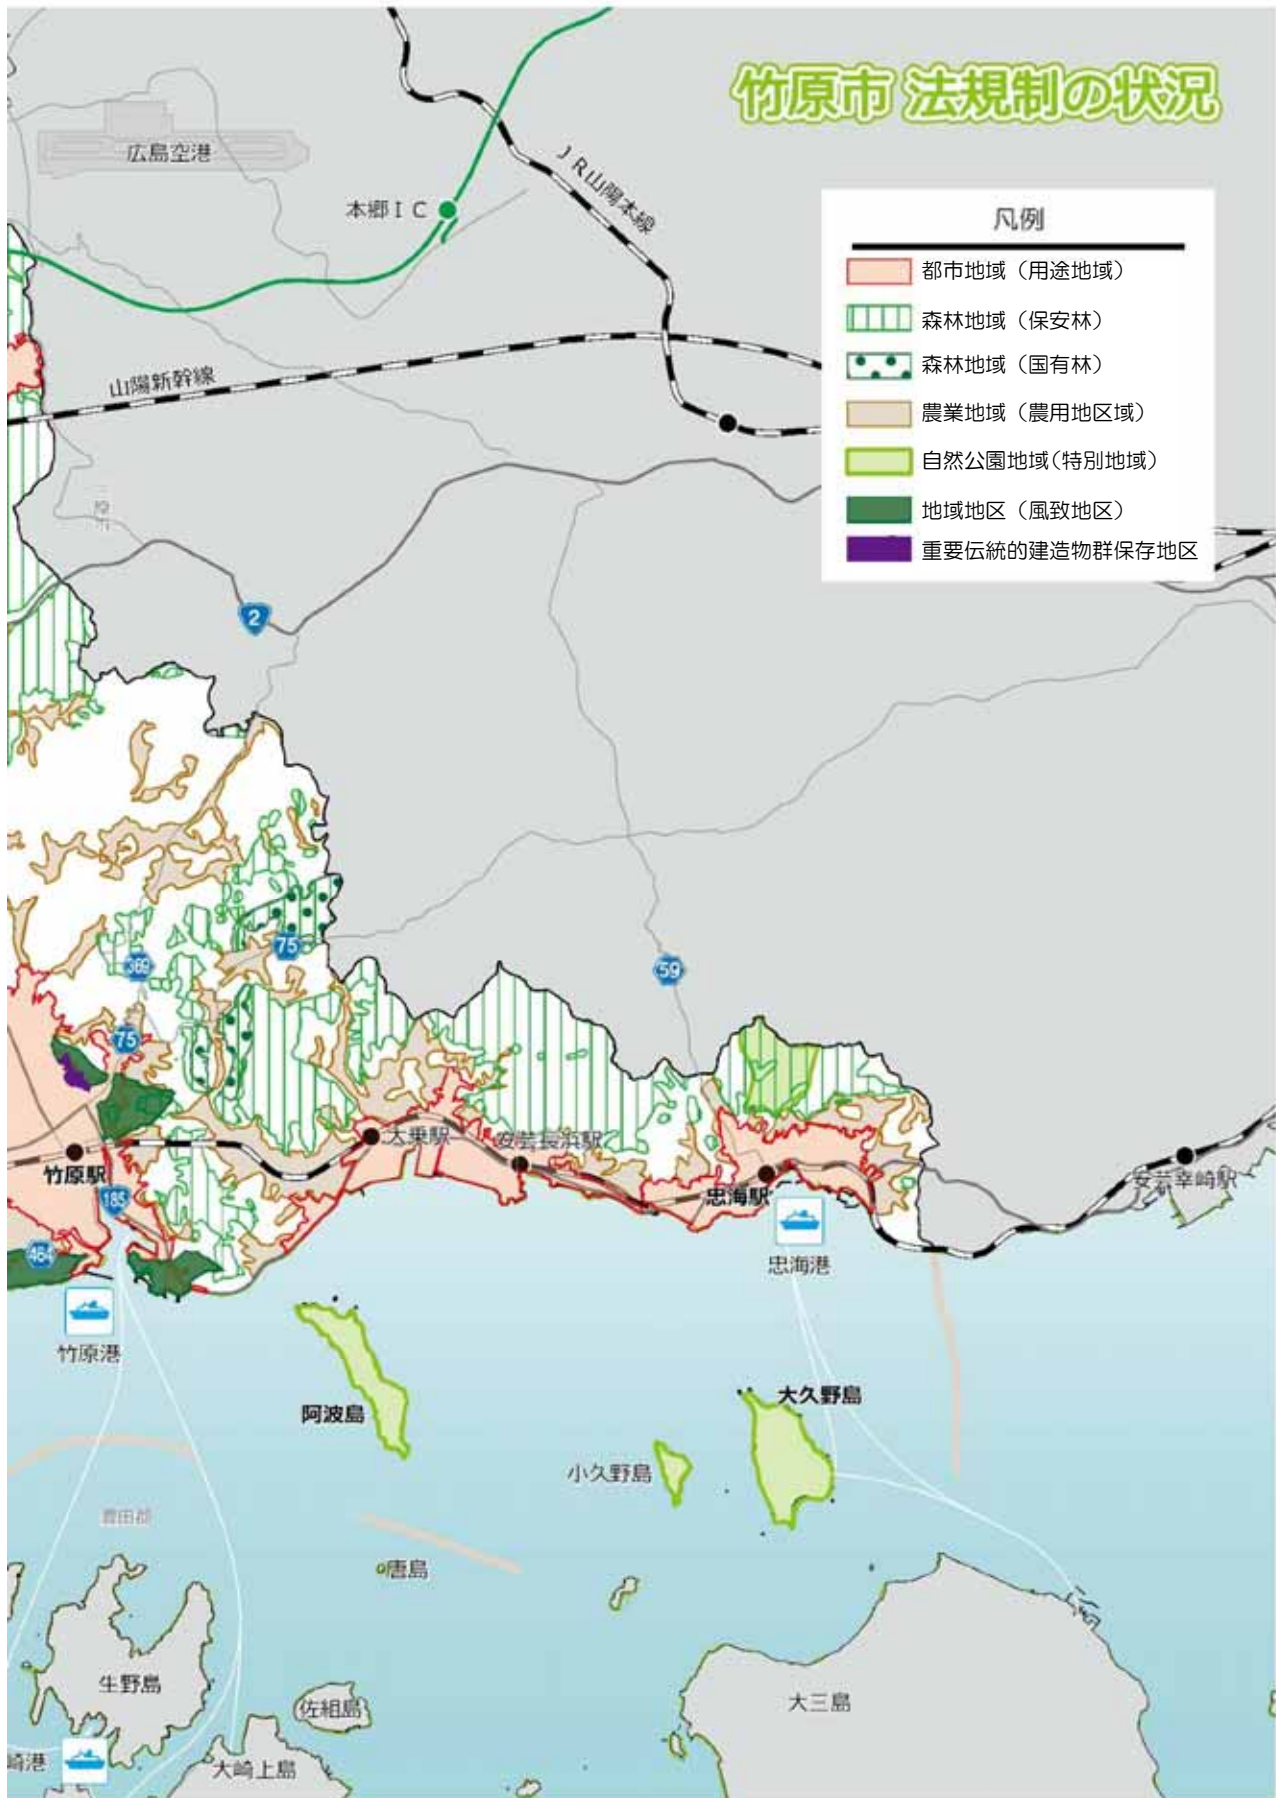 竹原市 法規制の状況
広島空港
本郷IC
JR山陽本線
凡例
都市地域（用途地域）
森林地域（保安林）
森林地域（国有林）
農業地域（農用地区域）
自然公園地域（特別地域）
地域地区（風致地区）
重要伝統的建造物群保存地区
山陽新幹線
三原市
2
75
369
59
75
大乗駅
安芸長浜駅
竹原駅
185
忠海駅
安芸幸崎駅
464
忠海港
竹原港
阿波島
大久野島
小久野島
豊田郡
唐島
生野島
佐組島
大三島
崎港
大崎上島